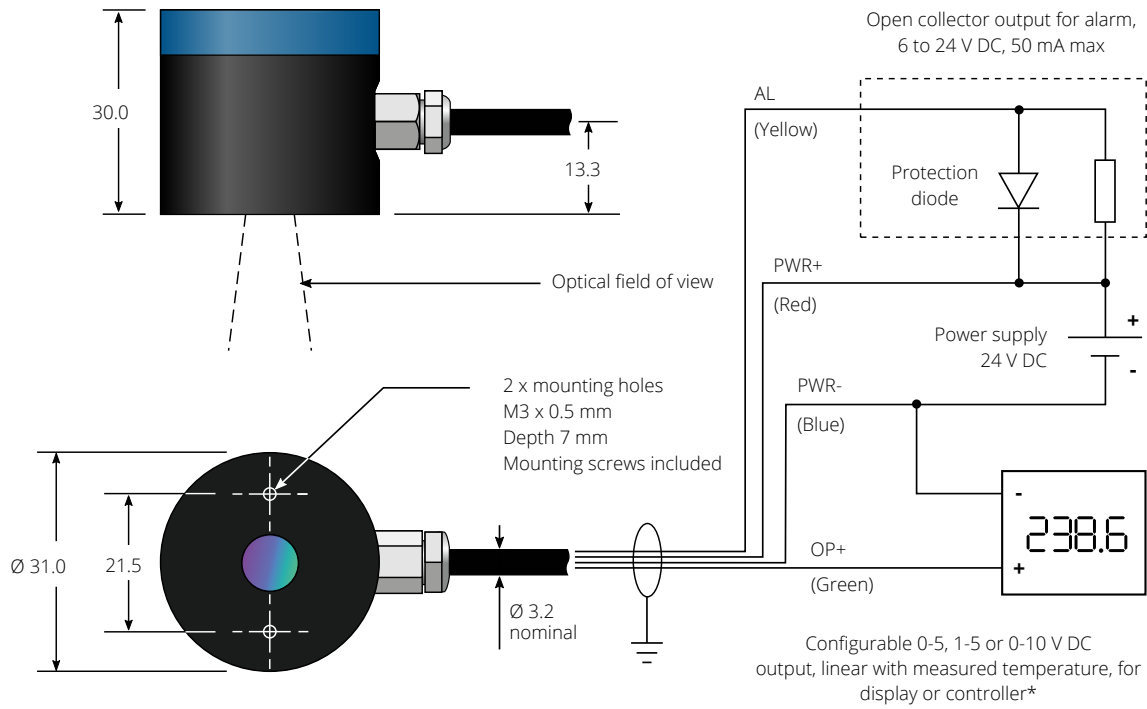 30.0
13.3
Optical field of view
2 x mounting holes
M3 x 0.5 mm
Depth 7 mm
Mounting screws included
Ø 31.0
21.5
Ø 3.2
nominal
Open collector output for alarm,
6 to 24 V DC, 50 mA max
AL
(Yellow)
Protection
diode
PWR+
(Red)
Power supply
24 V DC
+
-
PWR-
(Blue)
-
238.6
+
OP+
(Green)
Configurable 0-5, 1-5 or 0-10 V DC
output, linear with measured temperature, for
display or controller*